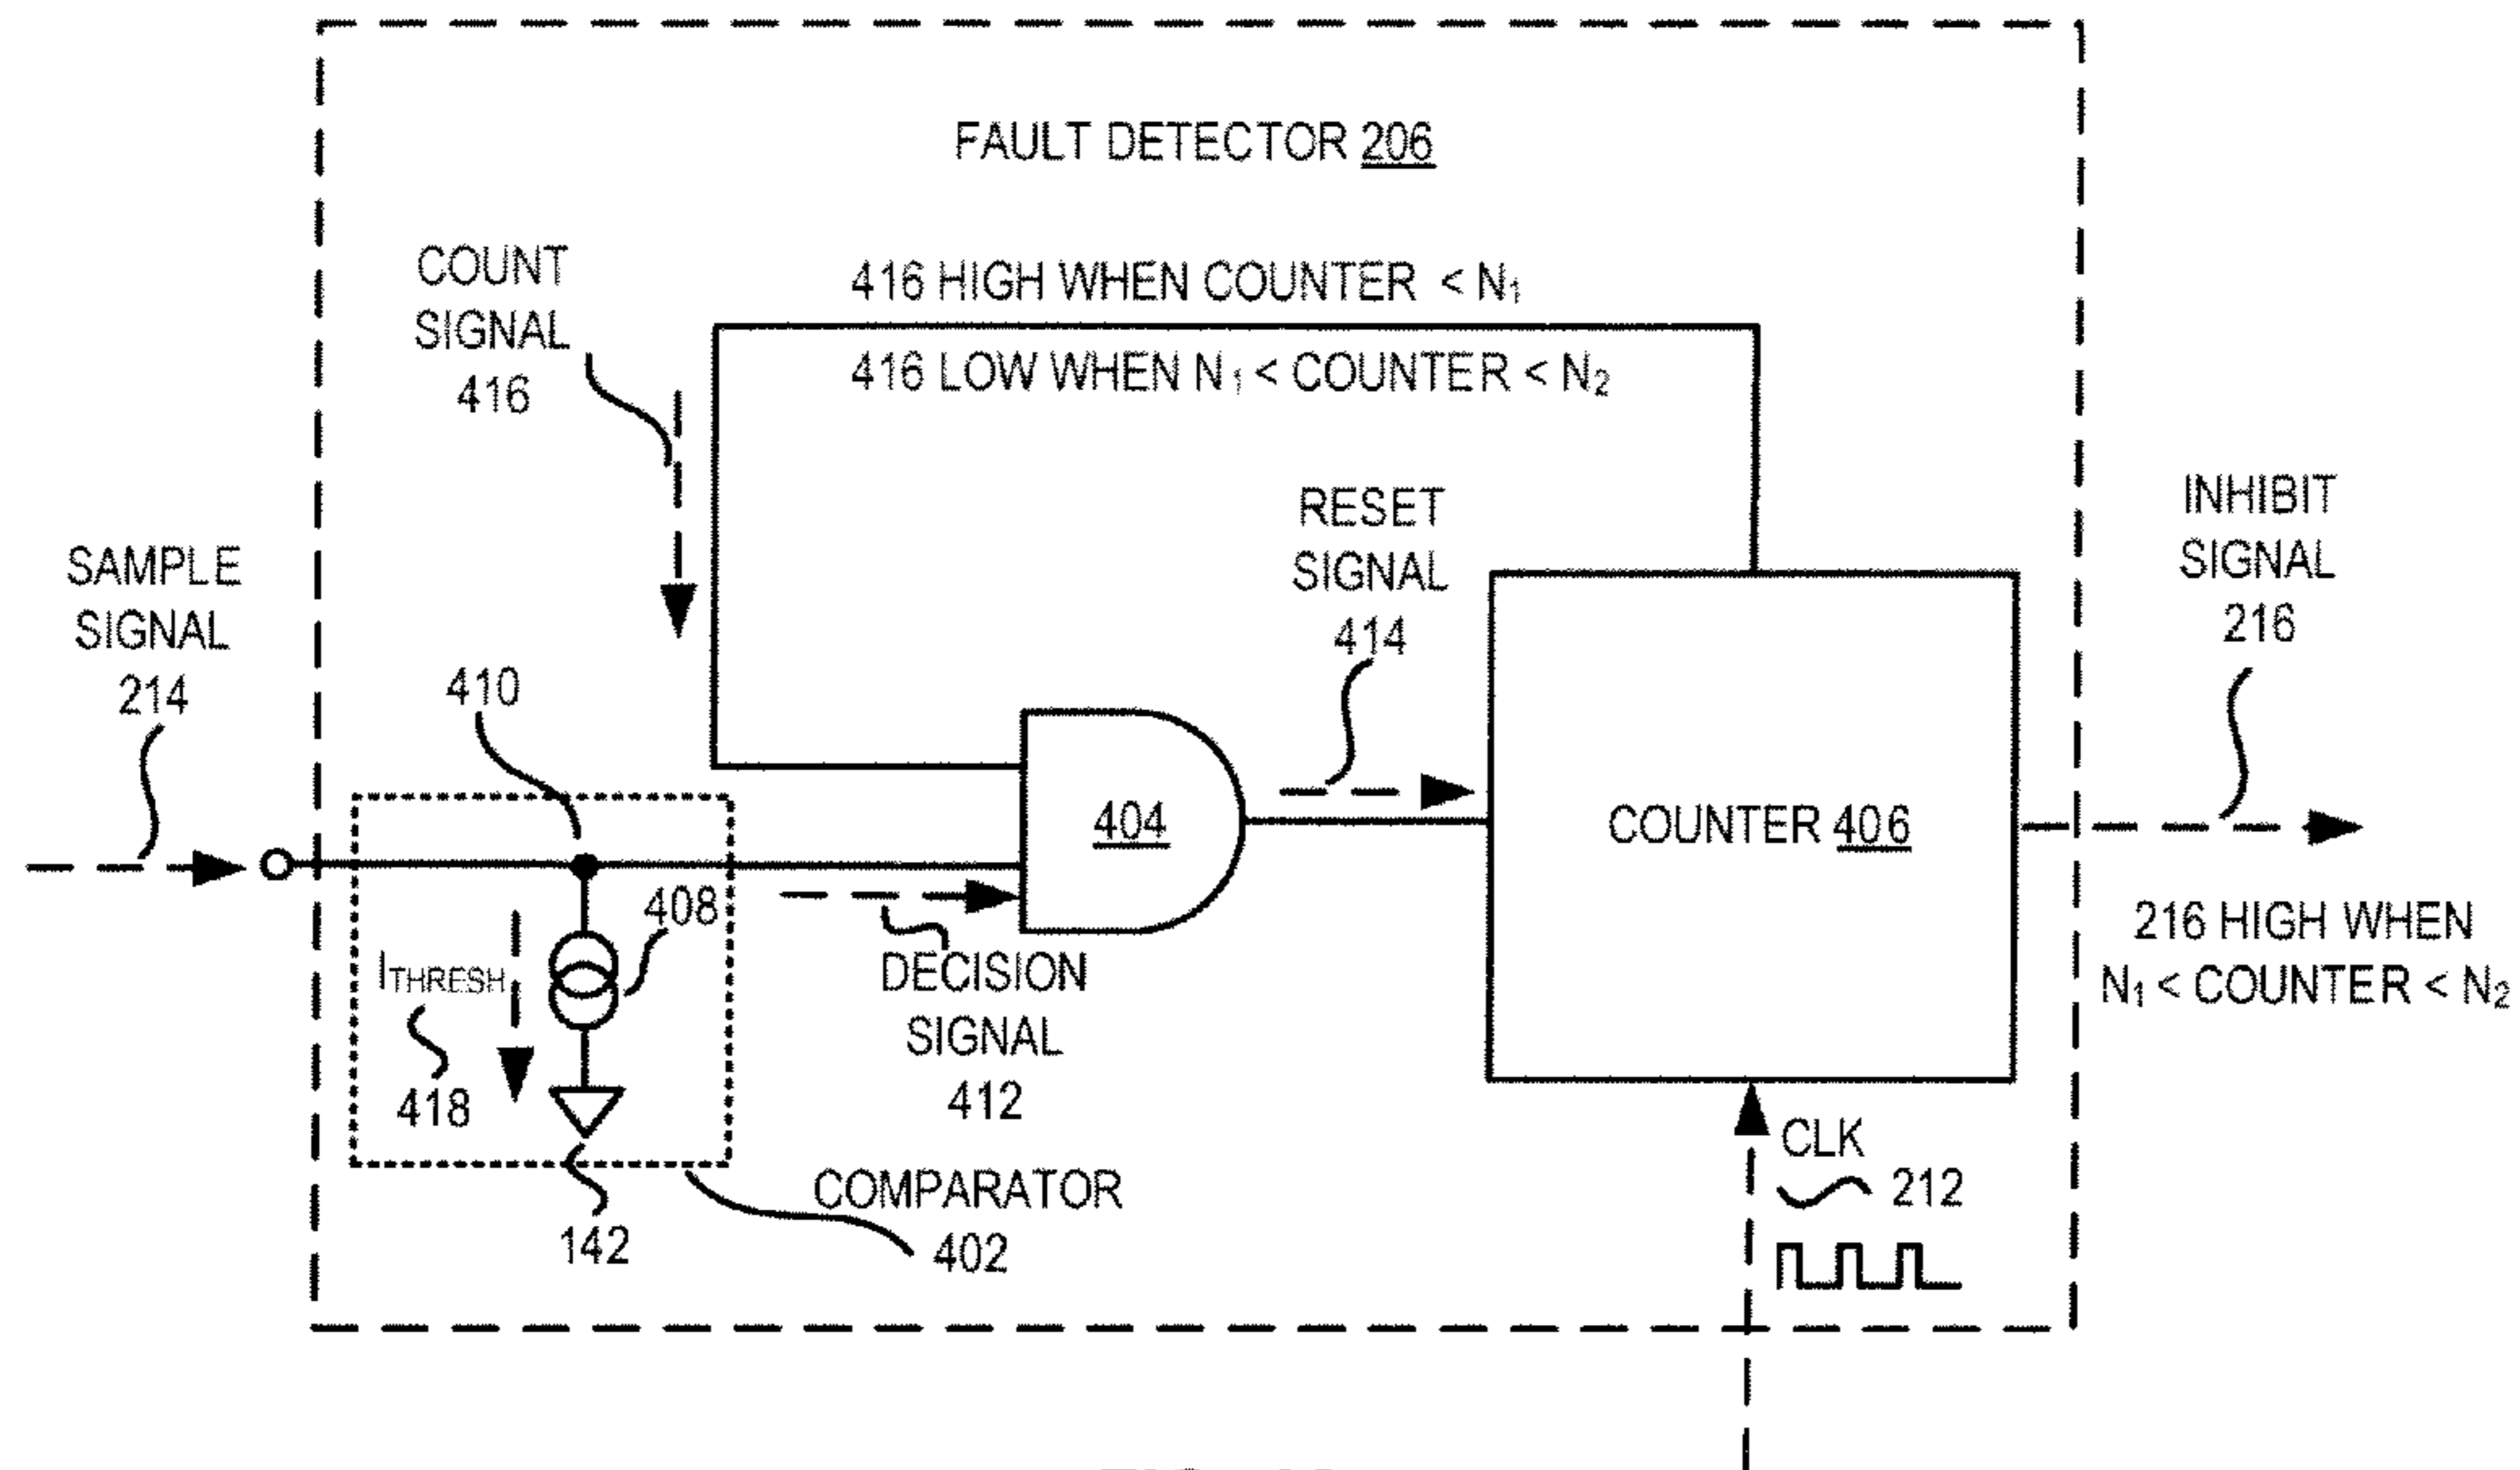 FAULT DETECTOR 206
COUNT
SIGNAL
416
416 HIGH WHEN COUNTER < N1
416 LOW WHEN N1 < COUNTER < N2
SAMPLE
SIGNAL
214
410
RESET
SIGNAL
414
INHIBIT
SIGNAL
216
404
COUNTER 406
408
ITHRESH
418
DECISION
SIGNAL
412
216 HIGH WHEN
N1 < COUNTER < N2
142
COMPARATOR
402
CLK
212